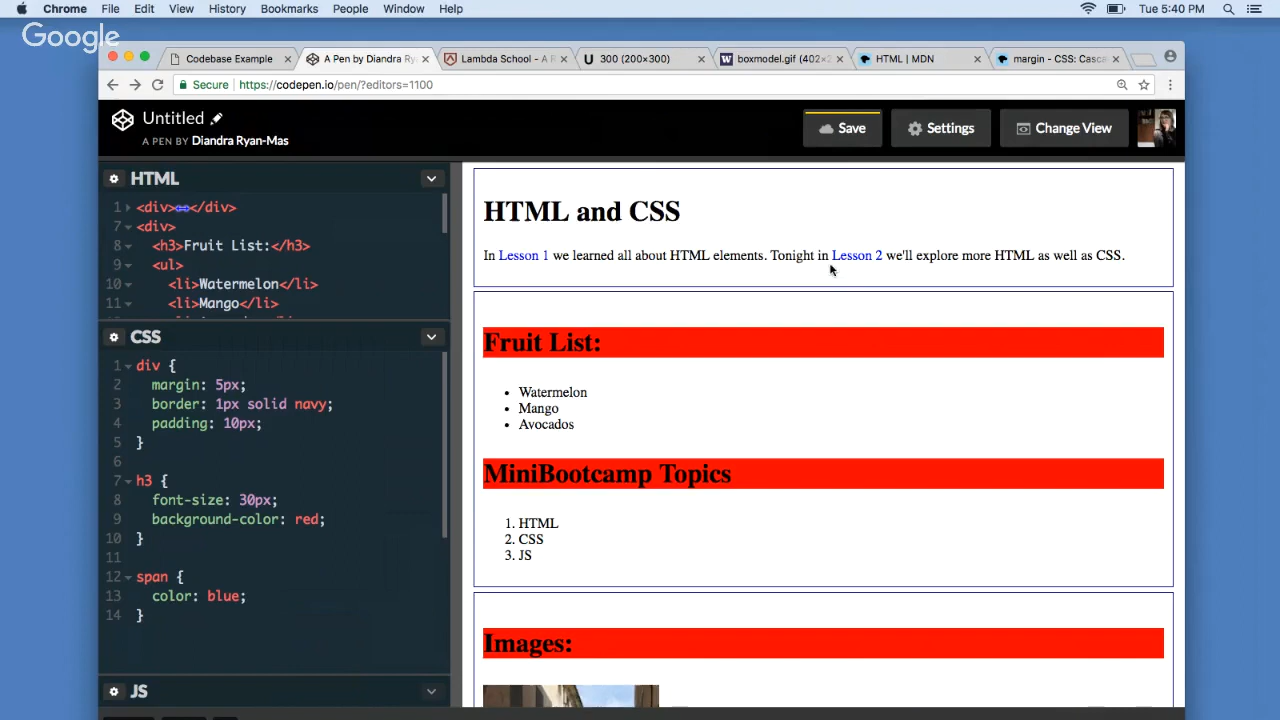 Chrome File Edit View History Bookmarks People Window Help Tue 5:40 PM
Google
Codebase Example A Pen by Diandra Ry Lambda School - A 300 (200×300) boxmodel.gif (402×2 HTML | MDN margin - CSS: Casca
Secure https://codepen.io/pen/?editors=1100
Untitled
A PEN BY Diandra Ryan-Mas
Save Settings Change View
HTML
1 <div></div>
7 <div>
8 <h3>Fruit List:</h3>
9 <ul>
10 <li>Watermelon</li>
11 <li>Mango</li>
CSS
1 div {
2 margin: 5px;
3 border: 1px solid navy;
4 padding: 10px;
5 }
6
7 h3 {
8 font-size: 30px;
9 background-color: red;
10 }
11
12 span {
13 color: blue;
14 }
JS
HTML and CSS
In Lesson 1 we learned all about HTML elements. Tonight in Lesson 2 we'll explore more HTML as well as CSS.
Fruit List:
• Watermelon
• Mango
• Avocados
MiniBootcamp Topics
1. HTML
2. CSS
3. JS
Images: